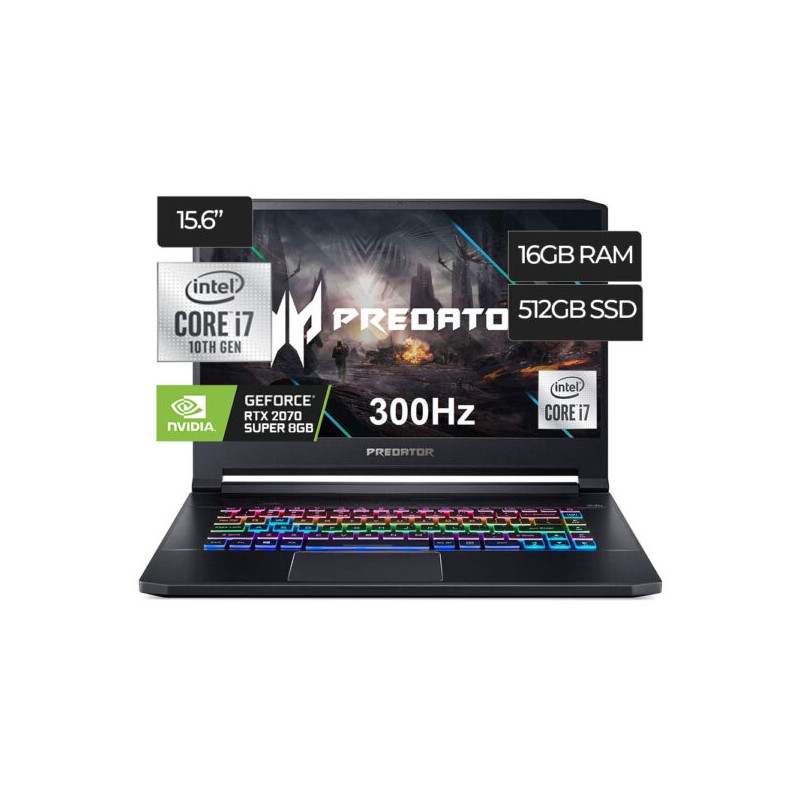 15.6”
16GB RAM
intel
CORE i7
10TH GEN
PREDATO
512GB SSD
NVIDIA.
GEFORCE
RTX 2070
SUPER 8GB
300Hz
intel
CORE i7
PREDATOR